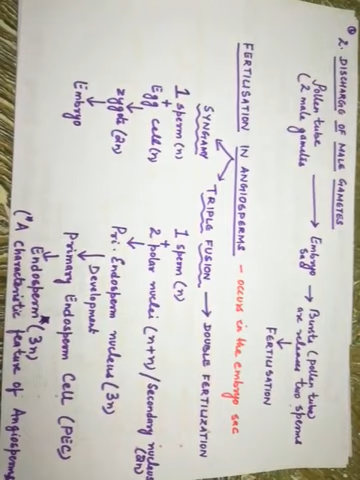 2. DISCHARGE OF MALE GAMETES
Pollen tube → Embryo sac → Bursts (pollen tube)
(2 male gametes) or releases two sperms
↓
FERTILISATION
FERTILISATION IN ANGIOSPERMS - occurs in the embryo sac
SYNGAMY TRIPLE FUSION → DOUBLE FERTILIZATION
1 sperm (n) 1 sperm (n)
+ +
Egg cell (n) 2 polar nuclei (n+n) / Secondary nucleus (2n)
↓ ↓
zygote (2n) Pri. Endosperm nucleus (3n)
↓ ↓ Development
Embryo Primary Endosperm Cell (PEC)
↓
Endosperm* (3n)
(*A characteristic feature of Angiosperms